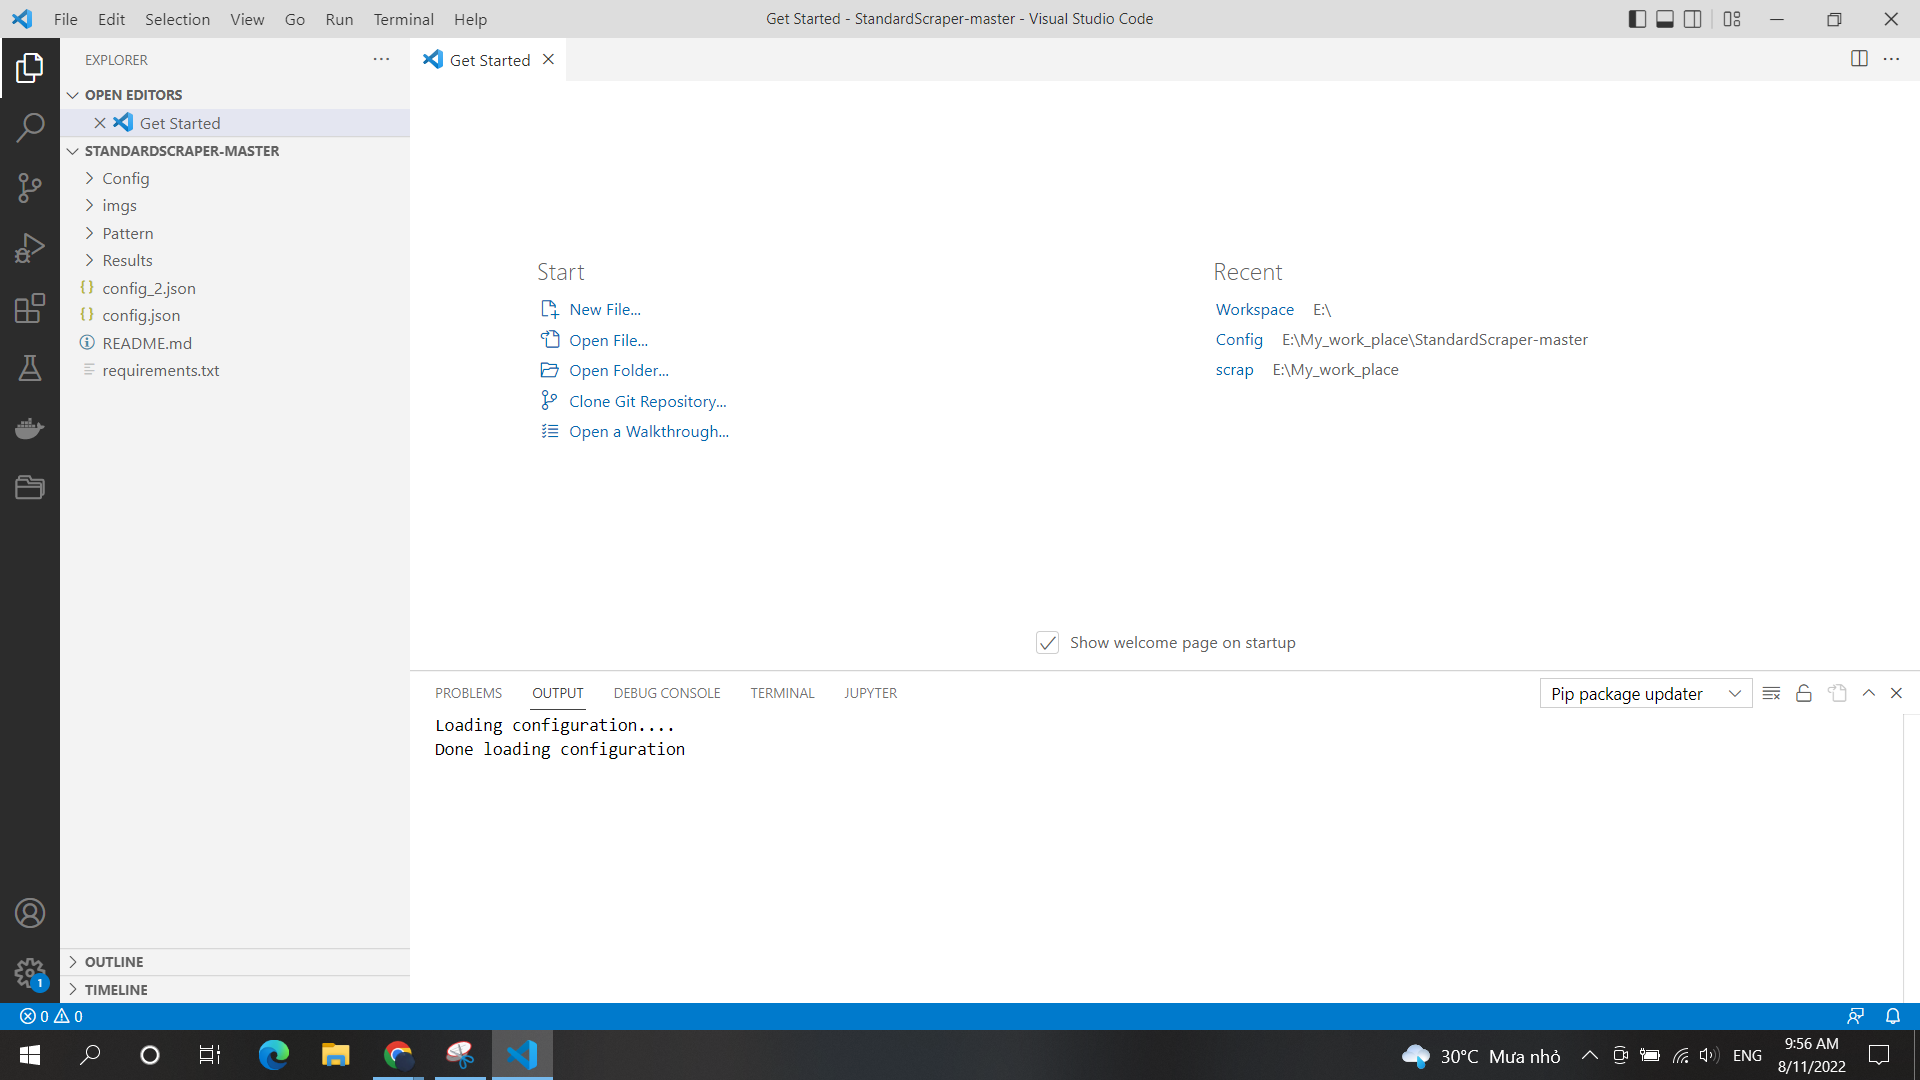 File Edit Selection View Go Run Terminal Help
Get Started - StandardScraper-master - Visual Studio Code
EXPLORER
OPEN EDITORS
Get Started
STANDARDSCRAPER-MASTER
Config
imgs
Pattern
Results
config_2.json
config.json
README.md
requirements.txt
OUTLINE
TIMELINE
Get Started
Start
New File...
Open File...
Open Folder...
Clone Git Repository...
Open a Walkthrough...
Recent
Workspace E:\
Config E:\My_work_place\StandardScraper-master
scrap E:\My_work_place
Show welcome page on startup
PROBLEMS OUTPUT DEBUG CONSOLE TERMINAL JUPYTER
Pip package updater
Loading configuration....
Done loading configuration
1
0 0
30°C Mưa nhỏ
ENG
9:56 AM
8/11/2022